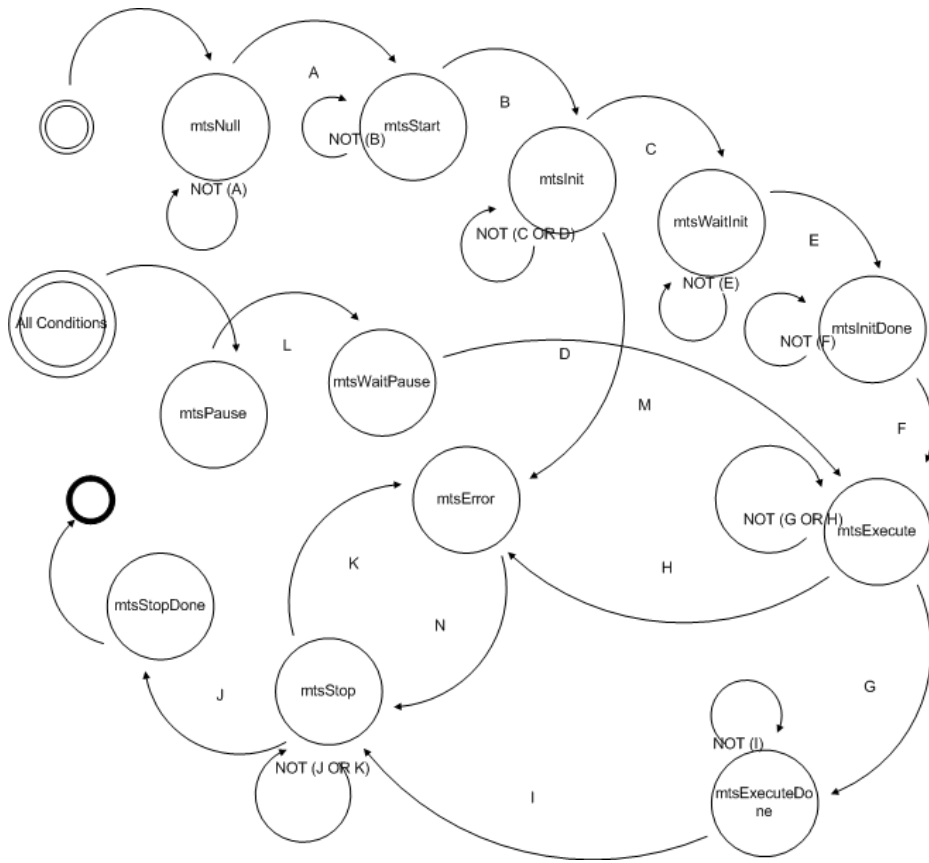 A
mtsNull
mtsStart
NOT (B)
B
mtsInit
C
NOT (A)
NOT (C OR D)
mtsWaitInit
E
NOT (E)
All Conditions
mtsInitDone
NOT (F)
L
D
mtsWaitPause
mtsPause
M
F
mtsError
NOT (G OR H)
mtsExecute
K
H
mtsStopDone
N
G
mtsStop
J
NOT (J OR K)
NOT (I)
I
mtsExecuteDo
ne